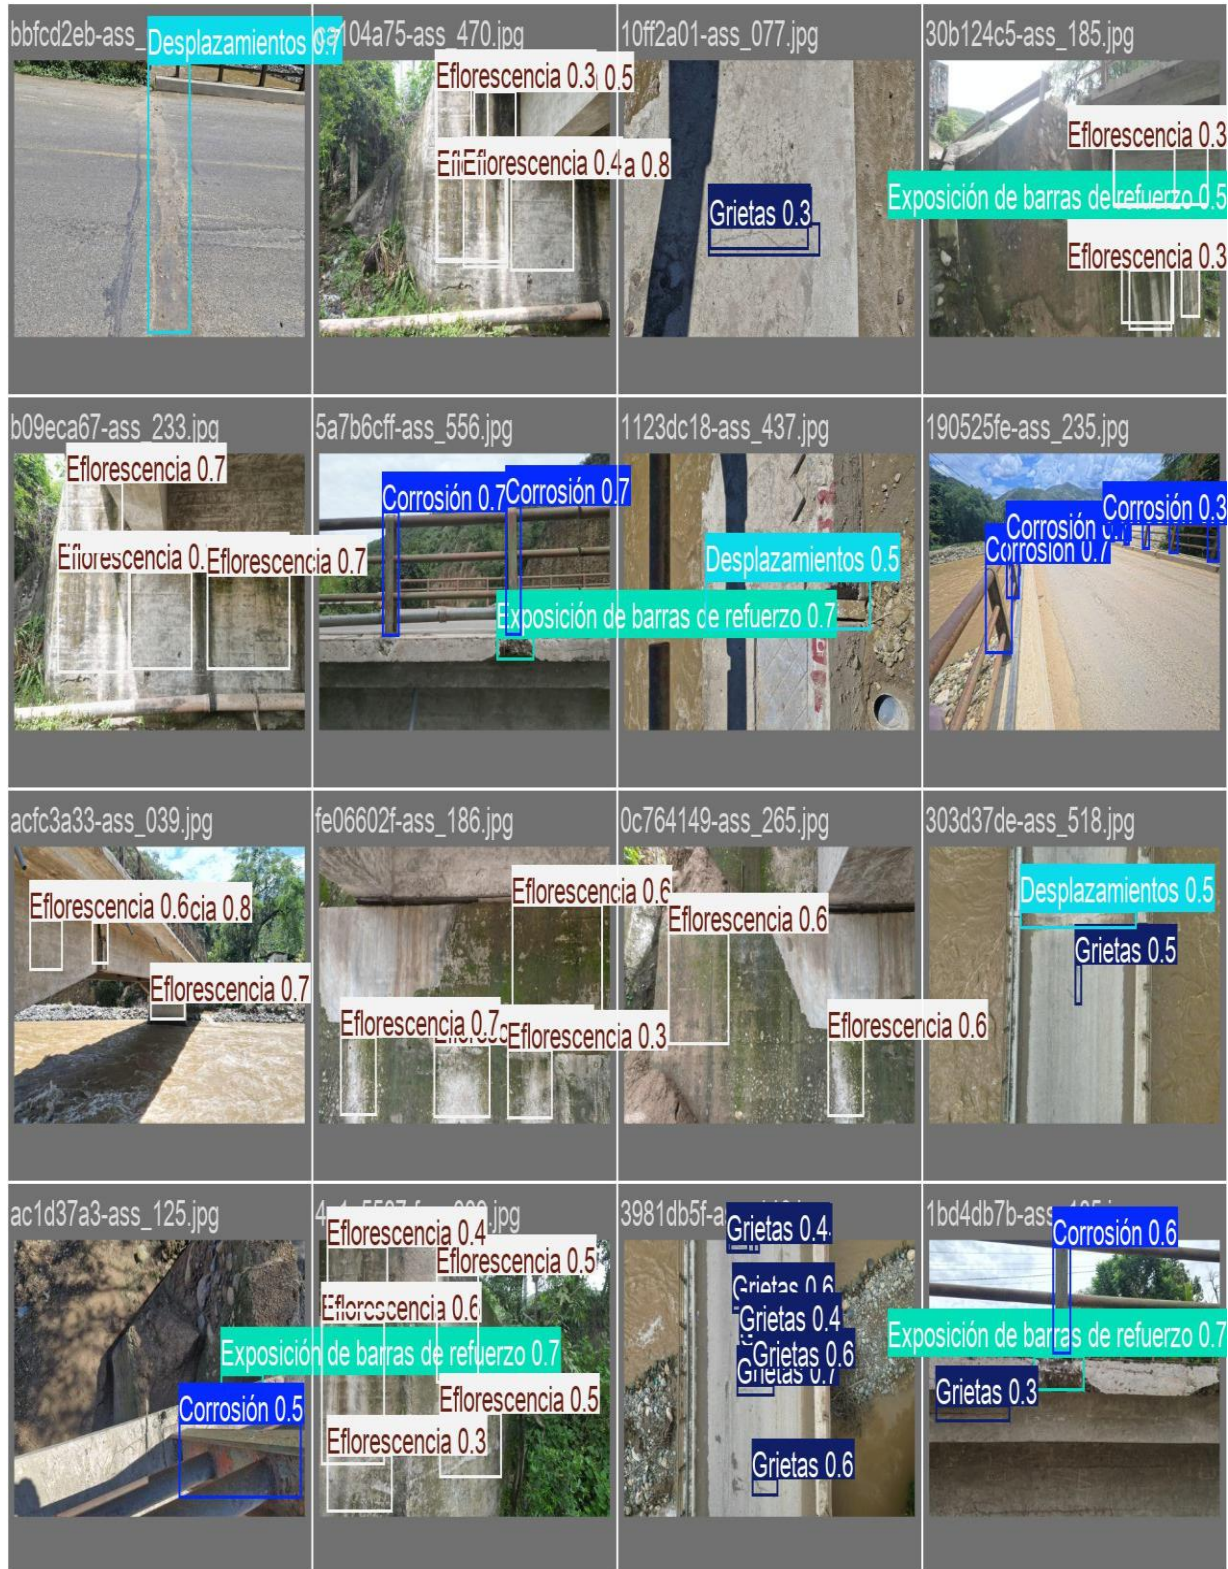 bbfcd2eb-ass_
Desplazamientos 0.7
a104a75-ass_470.jpg
Eflorescencia 0.3
0.5
Eflorescencia 0.4
a 0.8
10ff2a01-ass_077.jpg
Grietas 0.3
30b124c5-ass_185.jpg
Eflorescencia 0.3
Exposición de barras de refuerzo 0.5
Eflorescencia 0.3
b09eca67-ass_233.jpg
Eflorescencia 0.7
Eflorescencia 0.
Eflorescencia 0.7
5a7b6cff-ass_556.jpg
Corrosión 0.7
Corrosión 0.7
Exposición de barras de refuerzo 0.7
1123dc18-ass_437.jpg
Desplazamientos 0.5
190525fe-ass_235.jpg
Corrosión 0.3
Corrosión 0.
Corrosión 0.7
acfc3a33-ass_039.jpg
Eflorescencia 0.6
cia 0.8
Eflorescencia 0.7
fe06602f-ass_186.jpg
Eflorescencia 0.6
Eflorescencia 0.7
Eflorescencia 0.3
0c764149-ass_265.jpg
Eflorescencia 0.6
Eflorescencia 0.6
303d37de-ass_518.jpg
Desplazamientos 0.5
Grietas 0.5
ac1d37a3-ass_125.jpg
Exposición de barras de refuerzo 0.7
Corrosión 0.5
.jpg
Eflorescencia 0.4
Eflorescencia 0.5
Eflorescencia 0.6
Eflorescencia 0.5
Eflorescencia 0.3
3981db5f-a
Grietas 0.4
Grietas 0.6
Grietas 0.4
Grietas 0.6
Grietas 0.7
Grietas 0.6
1bd4db7b-ass
Corrosión 0.6
Exposición de barras de refuerzo 0.7
Grietas 0.3